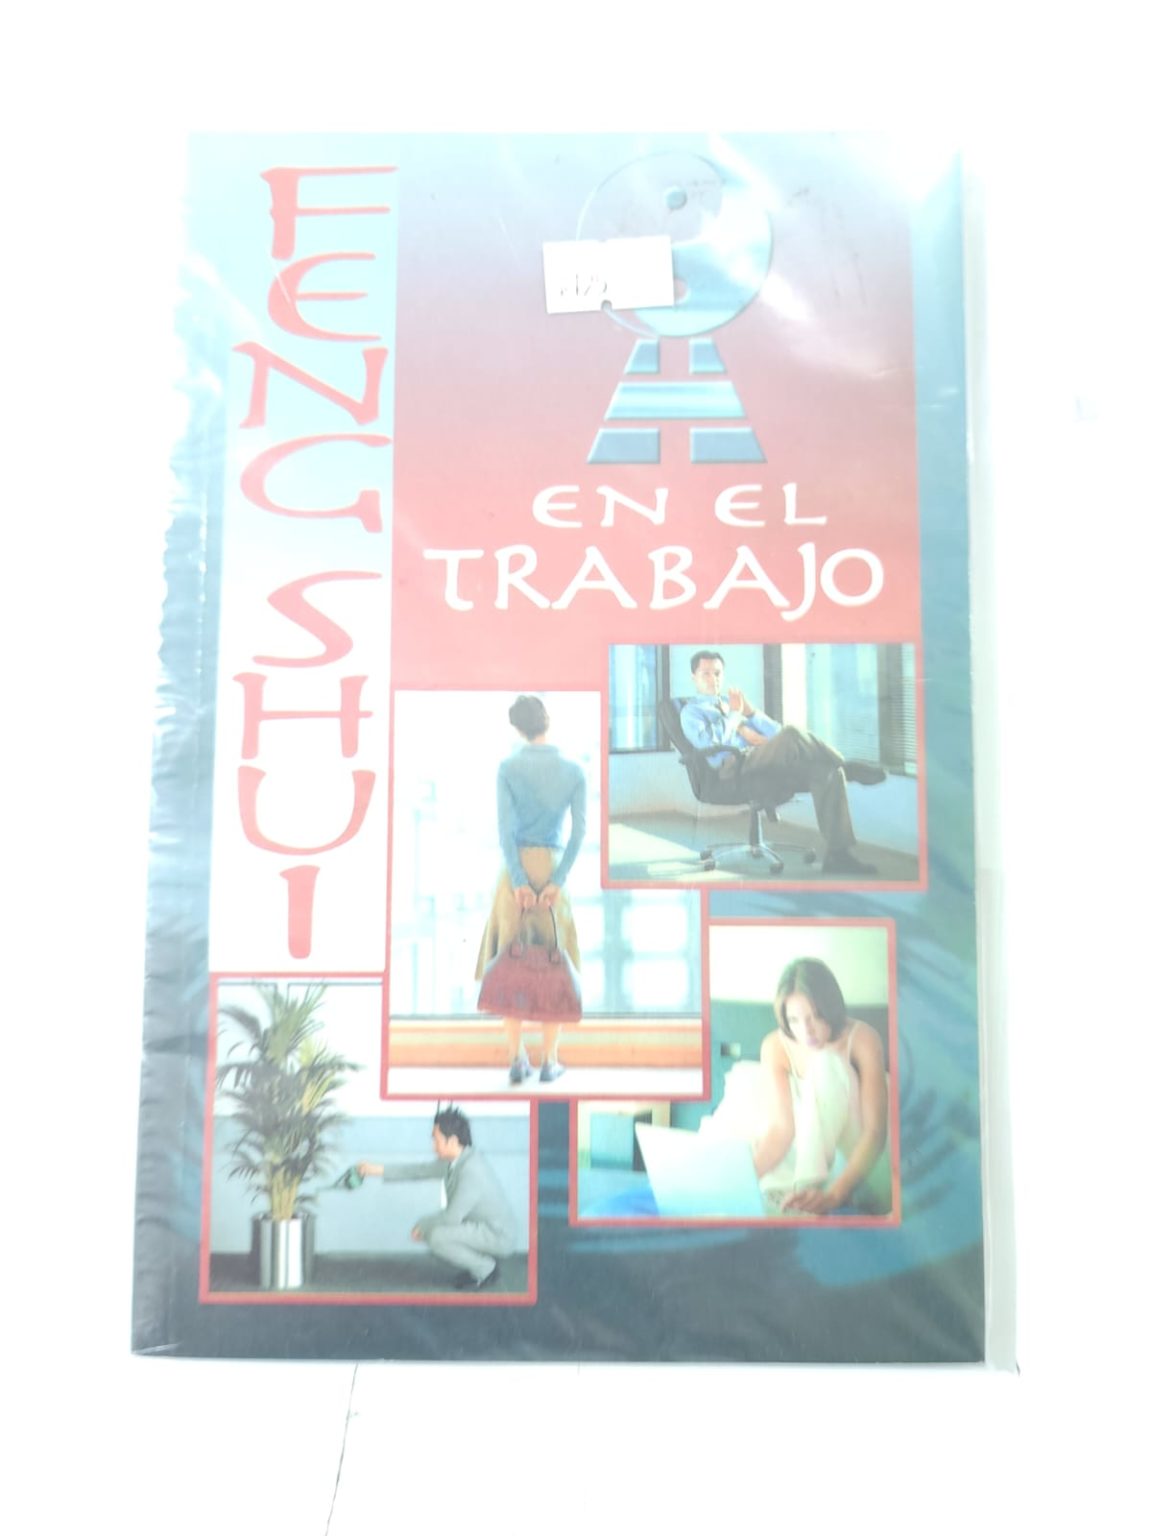 FENG SHUI
EN EL
TRABAJO